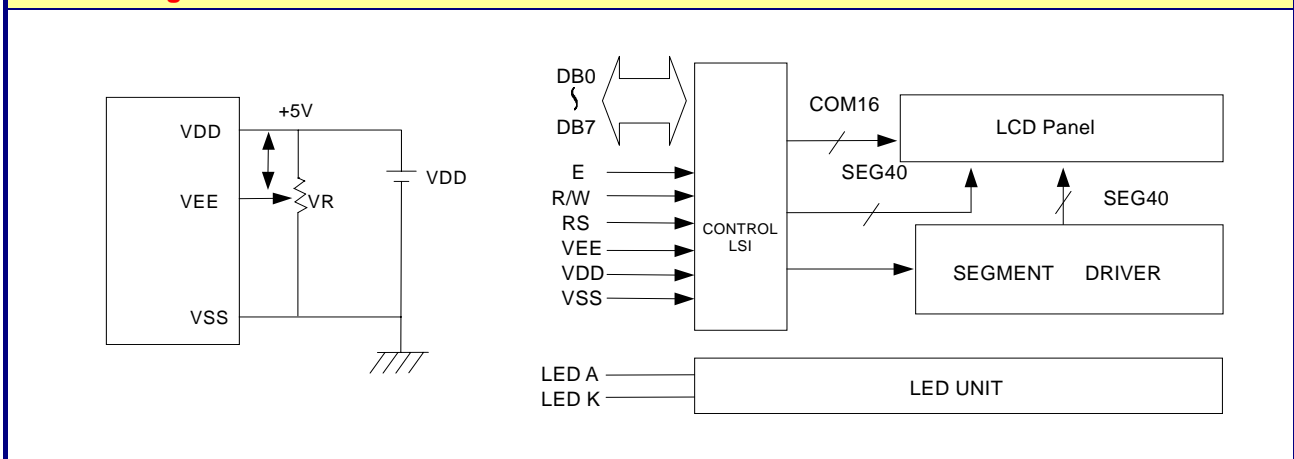 +5V
VDD
VEE
VR
VDD
VSS
DB0
DB7
E
R/W
RS
VEE
VDD
VSS
CONTROL
LSI
COM16
SEG40
LCD Panel
SEG40
SEGMENT DRIVER
LED A
LED K
LED UNIT